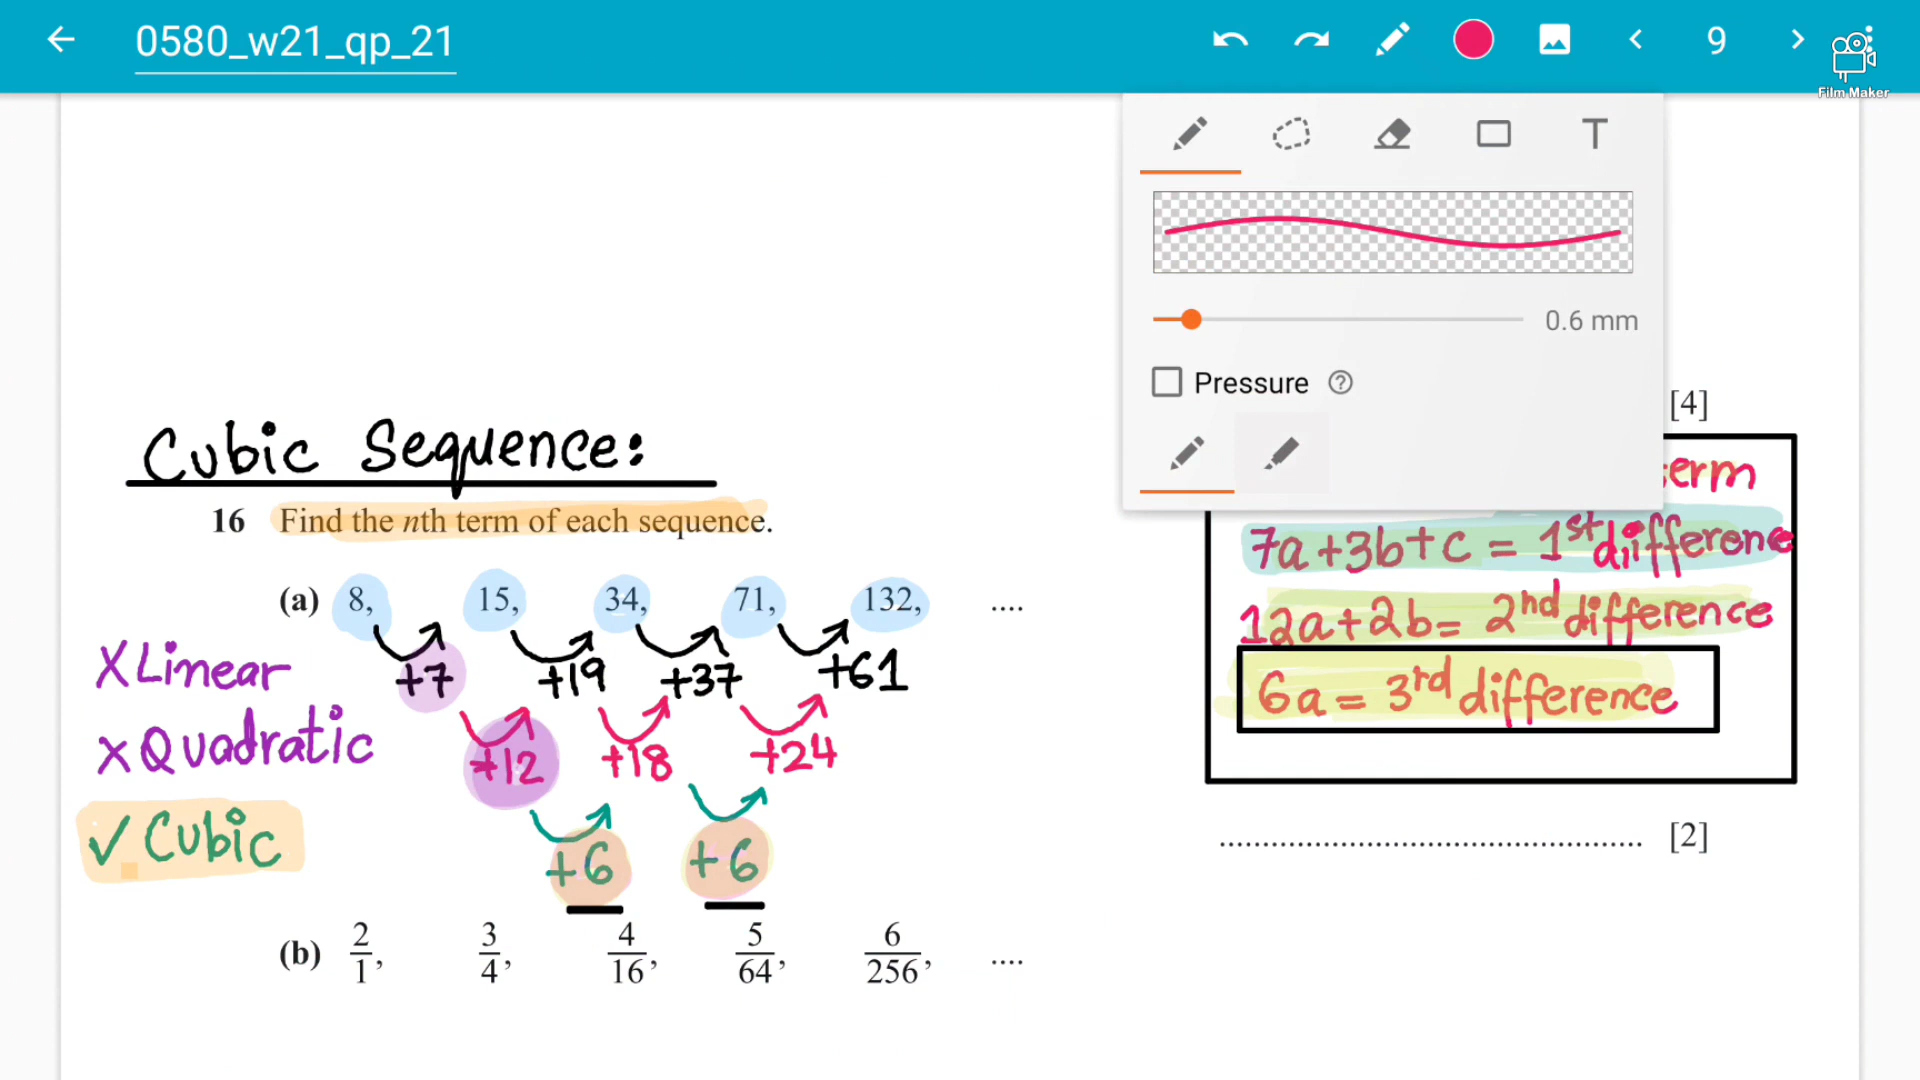 0580_w21_qp_21
9
Film Maker
0.6 mm
Pressure
[4]
Cubic Sequence:
16 Find the nth term of each sequence.
7a+3b+c = 1st differenc
12a+2b= 2nd difference
6a = 3rd difference
(a) 8, 15, 34, 71, 132, ....
+7 +19 +37 +61
X Linear
+12 +18 +24
X Quadratic
+6 +6
✓ Cubic
[2]
(b) 2/1, 3/4, 4/16, 5/64, 6/256, ....